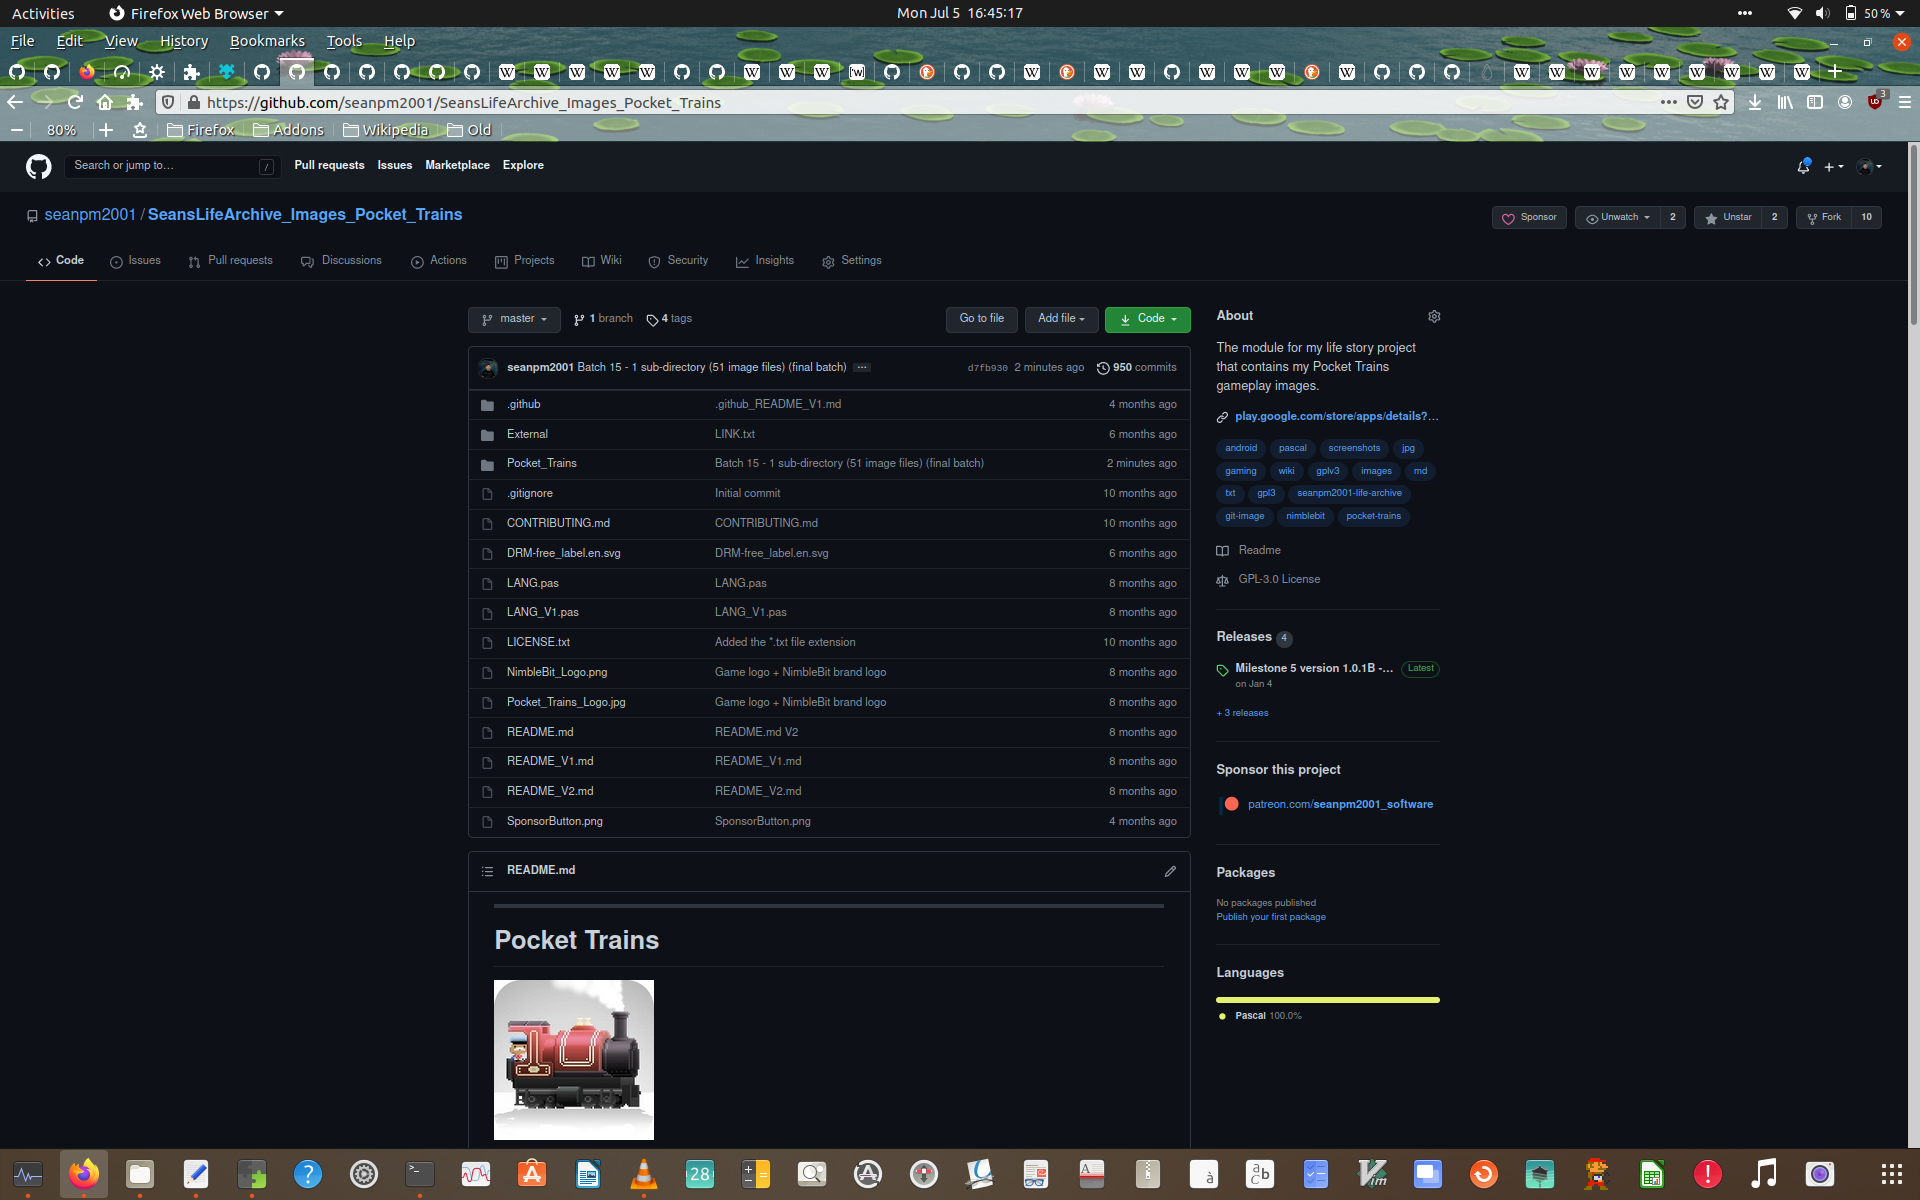 Activities Firefox Web Browser Mon Jul 5 16:45:17 50 %
File Edit View History Bookmarks Tools Help
https://github.com/seanpm2001/SeansLifeArchive_Images_Pocket_Trains 3
80% Firefox Addons Wikipedia Old
Search or jump to… / Pull requests Issues Marketplace Explore
seanpm2001 / SeansLifeArchive_Images_Pocket_Trains Sponsor Unwatch 2 Unstar 2 Fork 10
Code Issues Pull requests Discussions Actions Projects Wiki Security Insights Settings
master 1 branch 4 tags Go to file Add file Code
seanpm2001 Batch 15 - 1 sub-directory (51 image files) (final batch) ... d7fb930 2 minutes ago 950 commits
.github .github_README_V1.md 4 months ago
External LINK.txt 6 months ago
Pocket_Trains Batch 15 - 1 sub-directory (51 image files) (final batch) 2 minutes ago
.gitignore Initial commit 10 months ago
CONTRIBUTING.md CONTRIBUTING.md 10 months ago
DRM-free_label.en.svg DRM-free_label.en.svg 6 months ago
LANG.pas LANG.pas 8 months ago
LANG_V1.pas LANG_V1.pas 8 months ago
LICENSE.txt Added the *.txt file extension 10 months ago
NimbleBit_Logo.png Game logo + NimbleBit brand logo 8 months ago
Pocket_Trains_Logo.jpg Game logo + NimbleBit brand logo 8 months ago
README.md README.md V2 8 months ago
README_V1.md README_V1.md 8 months ago
README_V2.md README_V2.md 8 months ago
SponsorButton.png SponsorButton.png 4 months ago
README.md
Pocket Trains
About
The module for my life story project
that contains my Pocket Trains
gameplay images.
play.google.com/store/apps/details?…
android pascal screenshots jpg
gaming wiki gplv3 images md
txt gpl3 seanpm2001-life-archive
git-image nimblebit pocket-trains
Readme
GPL-3.0 License
Releases 4
Milestone 5 version 1.0.1B -… Latest
on Jan 4
+ 3 releases
Sponsor this project
patreon.com/seanpm2001_software
Packages
No packages published
Publish your first package
Languages
Pascal 100.0%
28